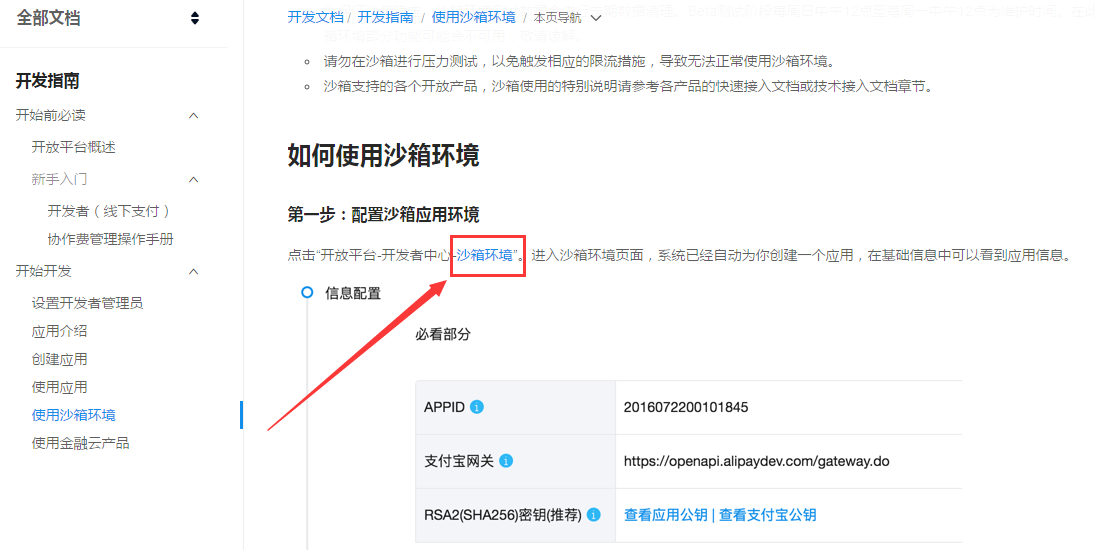 全部文档
开发指南
开始前必读
开放平台概述
新手入门
开发者（线下支付）
协作费管理操作手册
开始开发
设置开发者管理员
应用介绍
创建应用
使用应用
使用沙箱环境
使用金融云产品
开发文档 / 开发指南 / 使用沙箱环境 / 本页导航
请勿在沙箱进行压力测试，以免触发相应的限流措施，导致无法正常使用沙箱环境。
沙箱支持的各个开放产品，沙箱使用的特别说明请参考各产品的快速接入文档或技术接入文档章节。
如何使用沙箱环境
第一步：配置沙箱应用环境
点击“开放平台-开发者中心-沙箱环境”。进入沙箱环境页面，系统已经自动为你创建一个应用，在基础信息中可以看到应用信息。
信息配置
必看部分
APPID 2016072200101845
支付宝网关 https://openapi.alipaydev.com/gateway.do
RSA2(SHA256)密钥(推荐) 查看应用公钥 | 查看支付宝公钥